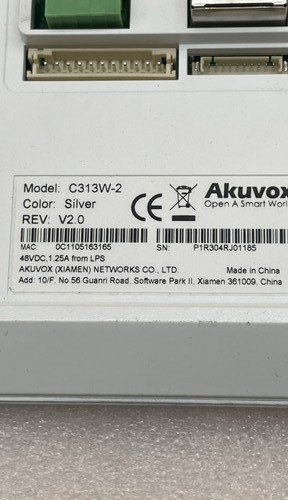 Model: C313W-2
Color: Silver
REV: V2.0
CE
Akuvox
Open A Smart Worl
MAC: 0C1105163165 SN: P1R304RJ01185
48VDC,1.25A from LPS
AKUVOX (XIAMEN) NETWORKS CO., LTD. Made in China
Add: 10/F, No.56 Guanri Road, Software Park II, Xiamen 361009, China